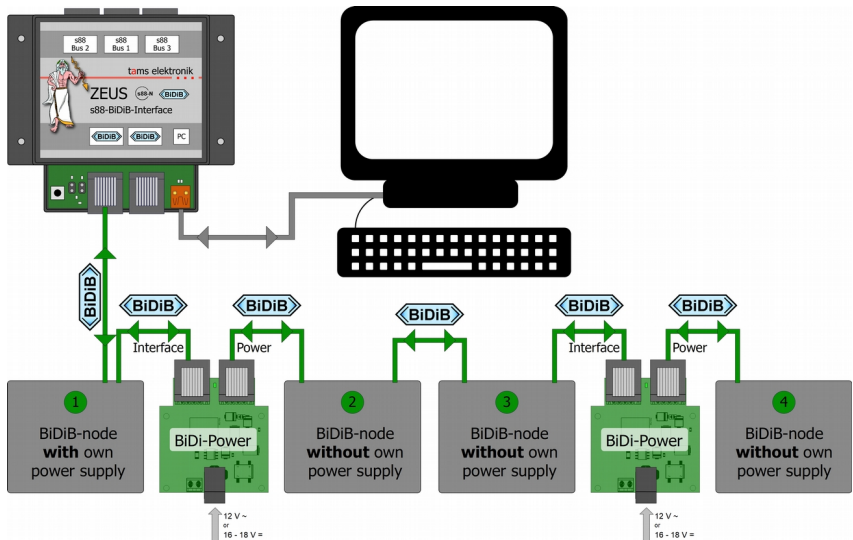 s88
Bus 2
s88
Bus 1
s88
Bus 3
tams elektronik
ZEUS s88-N BiDiB
s88-BiDiB-Interface
BiDiB BiDiB PC
BiDiB
BiDiB
BiDiB
BiDiB
BiDiB
BiDiB
Interface
Power
Interface
Power
1
BiDiB-node
with own
power supply
BiDi-Power
2
BiDiB-node
without own
power supply
3
BiDiB-node
without own
power supply
BiDi-Power
4
BiDiB-node
without own
power supply
12 V ~
or
16 - 18 V =
12 V ~
or
16 - 18 V =